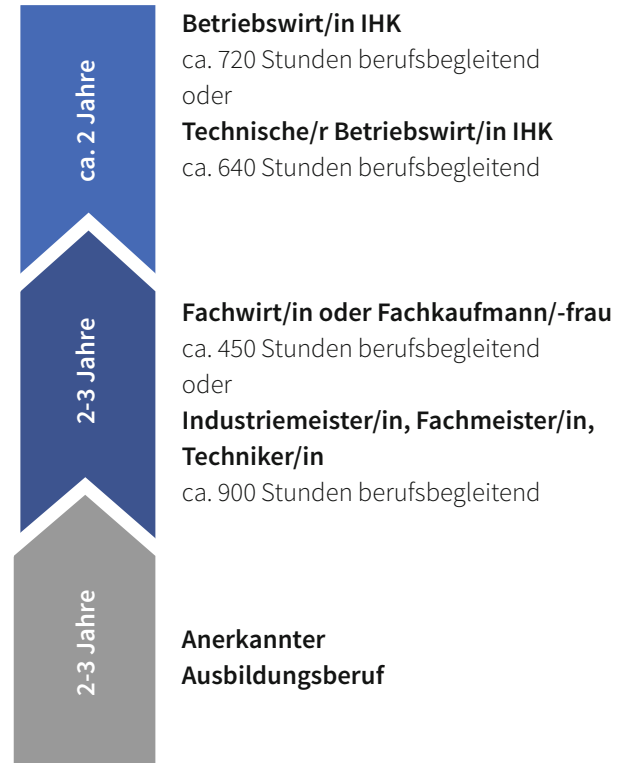 ca. 2 Jahre
Betriebswirt/in IHK
ca. 720 Stunden berufsbegleitend
oder
Technische/r Betriebswirt/in IHK
ca. 640 Stunden berufsbegleitend
2-3 Jahre
Fachwirt/in oder Fachkaufmann/-frau
ca. 450 Stunden berufsbegleitend
oder
Industriemeister/in, Fachmeister/in,
Techniker/in
ca. 900 Stunden berufsbegleitend
2-3 Jahre
Anerkannter
Ausbildungsberuf